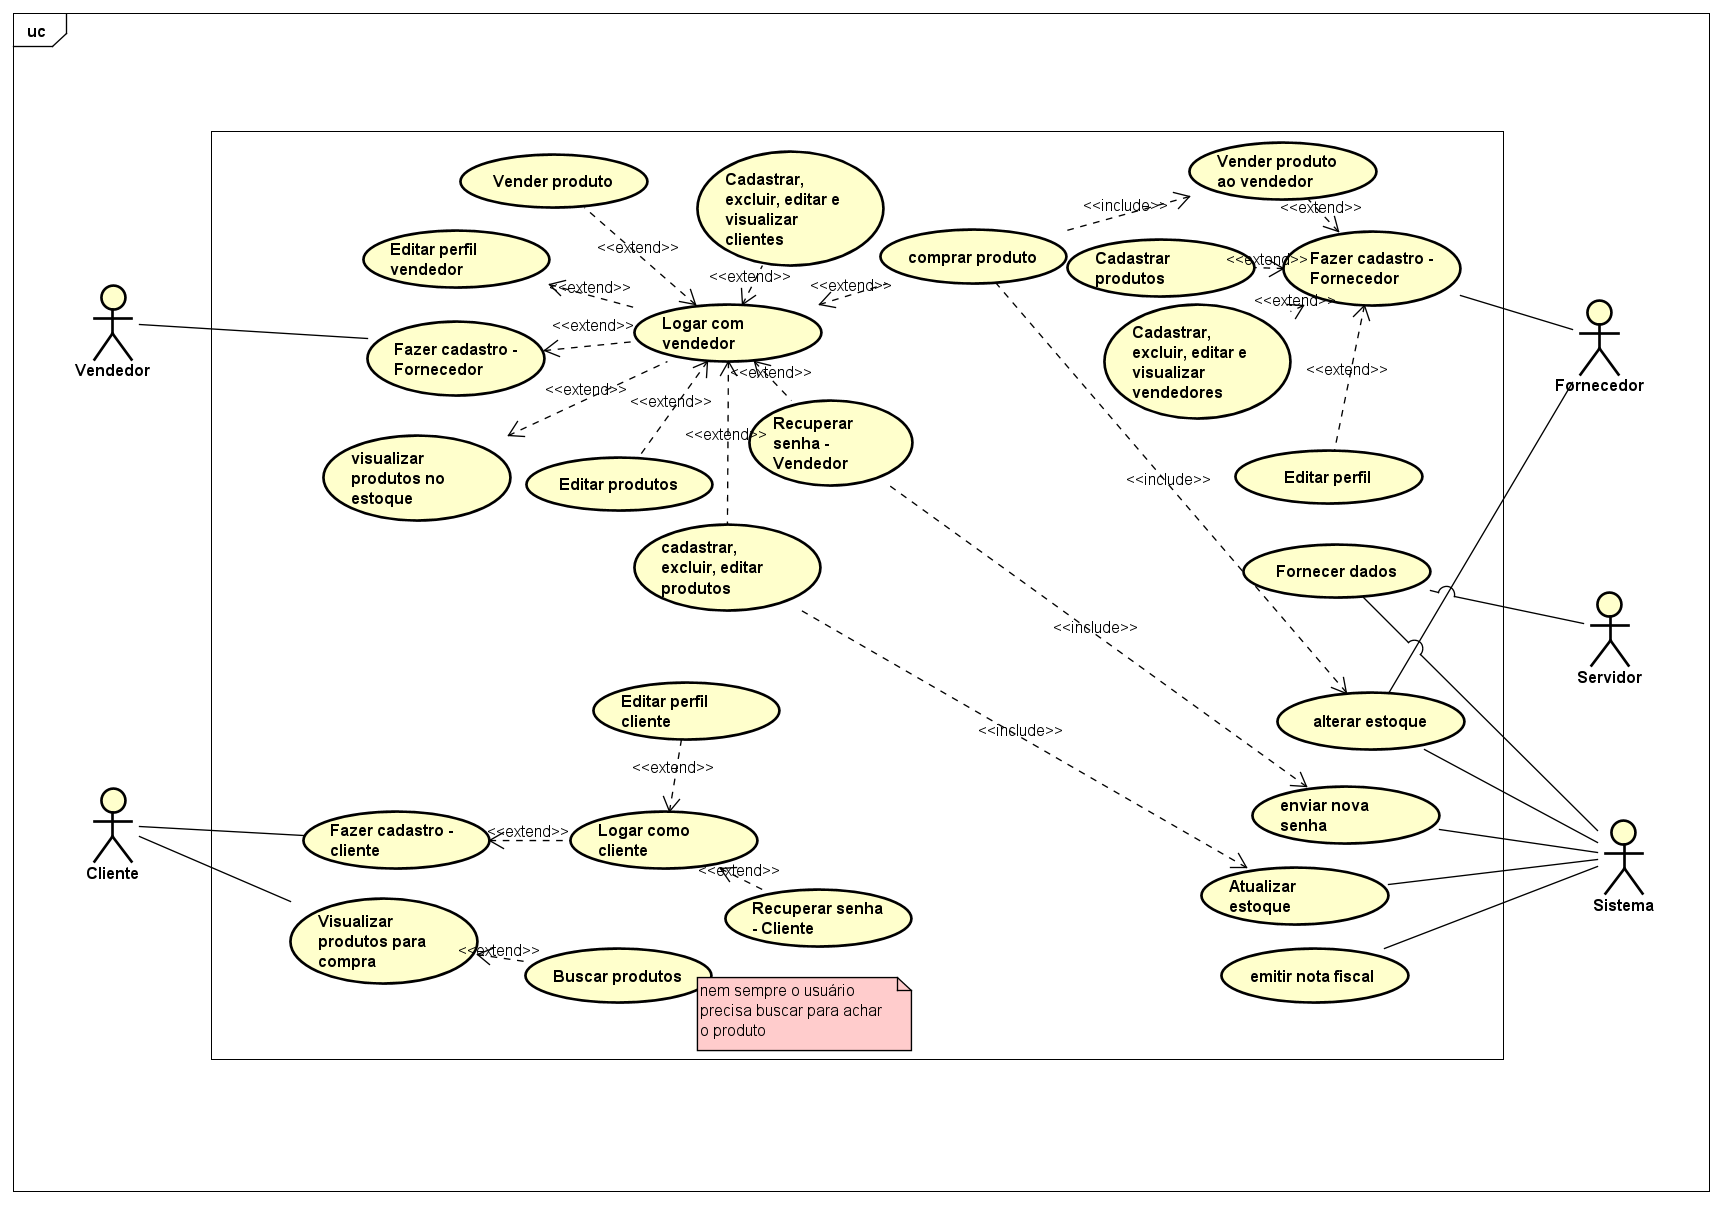 uc
Vender produto
Cadastrar,
excluir, editar e
visualizar
clientes
Vender produto
ao vendedor
<<include>>
<<extend>>
Editar perfil
vendedor
<<extend>>
comprar produto
Cadastrar
produtos
<<extend>>
Fazer cadastro -
Fornecedor
<<extend>>
<<extend>>
<<extend>>
<<extend>>
Logar com
vendedor
<<extend>>
Fazer cadastro -
Fornecedor
Vendedor
Cadastrar,
excluir, editar e
visualizar
vendedores
<<extend>>
Fornecedor
<<extend>>
<<extend>>
<<extend>>
<<extend>>
Recuperar
senha -
Vendedor
visualizar
produtos no
estoque
Editar produtos
<<include>>
Editar perfil
cadastrar,
excluir, editar
produtos
Fornecer dados
<<include>>
Servidor
Editar perfil
cliente
<<include>>
alterar estoque
<<extend>>
enviar nova
senha
Fazer cadastro -
cliente
<<extend>>
Logar como
cliente
Cliente
<<extend>>
Recuperar senha
- Cliente
Atualizar
estoque
Sistema
Visualizar
produtos para
compra
<<extend>>
Buscar produtos
emitir nota fiscal
nem sempre o usuário
precisa buscar para achar
o produto